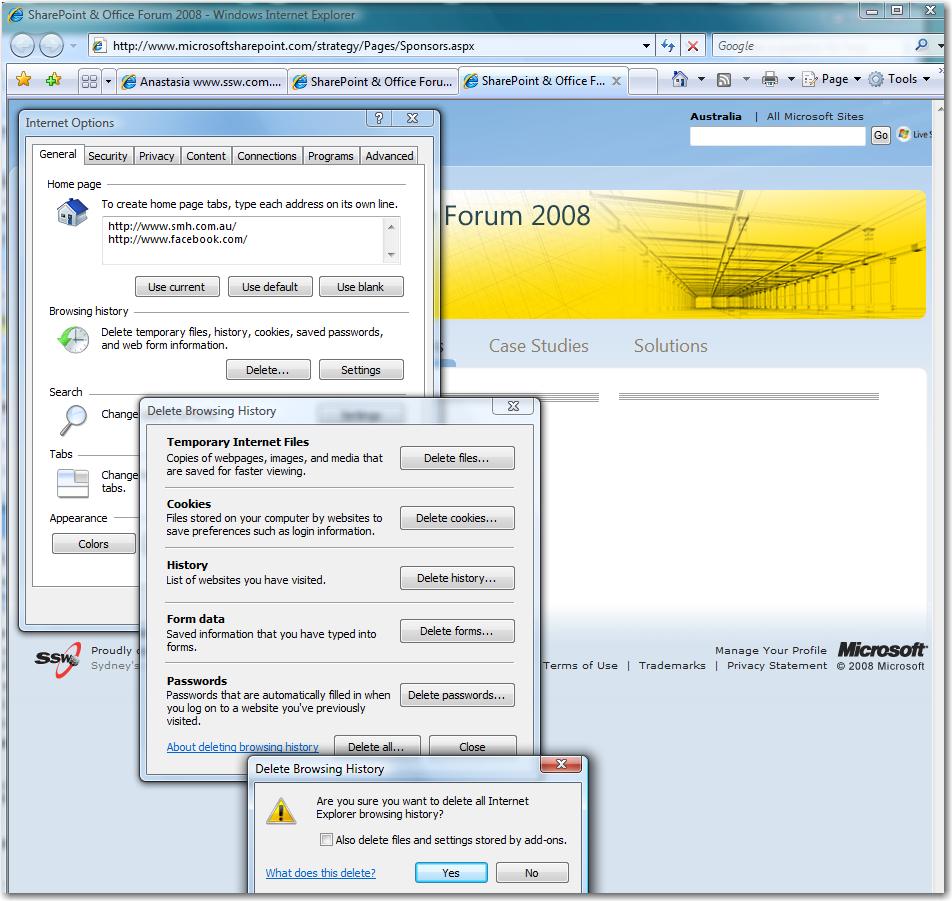 SharePoint & Office Forum 2008 - Windows Internet Explorer
http://www.microsoftsharepoint.com/strategy/Pages/Sponsors.aspx
Google
Anastasia www.ssw.com....
SharePoint & Office Foru...
SharePoint & Office F...
Page
Tools
Australia | All Microsoft Sites
Go
Live
Forum 2008
Case Studies
Solutions
Internet Options
General
Security
Privacy
Content
Connections
Programs
Advanced
Home page
To create home page tabs, type each address on its own line.
http://www.smh.com.au/
http://www.facebook.com/
Use current
Use default
Use blank
Browsing history
Delete temporary files, history, cookies, saved passwords,
and web form information.
Delete...
Settings
Search
Change
Settings
Tabs
Change
tabs.
Appearance
Colors
Delete Browsing History
Temporary Internet Files
Copies of webpages, images, and media that
are saved for faster viewing.
Delete files...
Cookies
Files stored on your computer by websites to
save preferences such as login information.
Delete cookies...
History
List of websites you have visited.
Delete history...
Form data
Saved information that you have typed into
forms.
Delete forms...
Passwords
Passwords that are automatically filled in when
you log on to a website you've previously
visited.
Delete passwords...
About deleting browsing history
Delete all...
Close
SSW
Proudly
Sydney's
Manage Your Profile
Terms of Use | Trademarks | Privacy Statement
Microsoft
© 2008 Microsoft
Delete Browsing History
Are you sure you want to delete all Internet
Explorer browsing history?
Also delete files and settings stored by add-ons.
What does this delete?
Yes
No